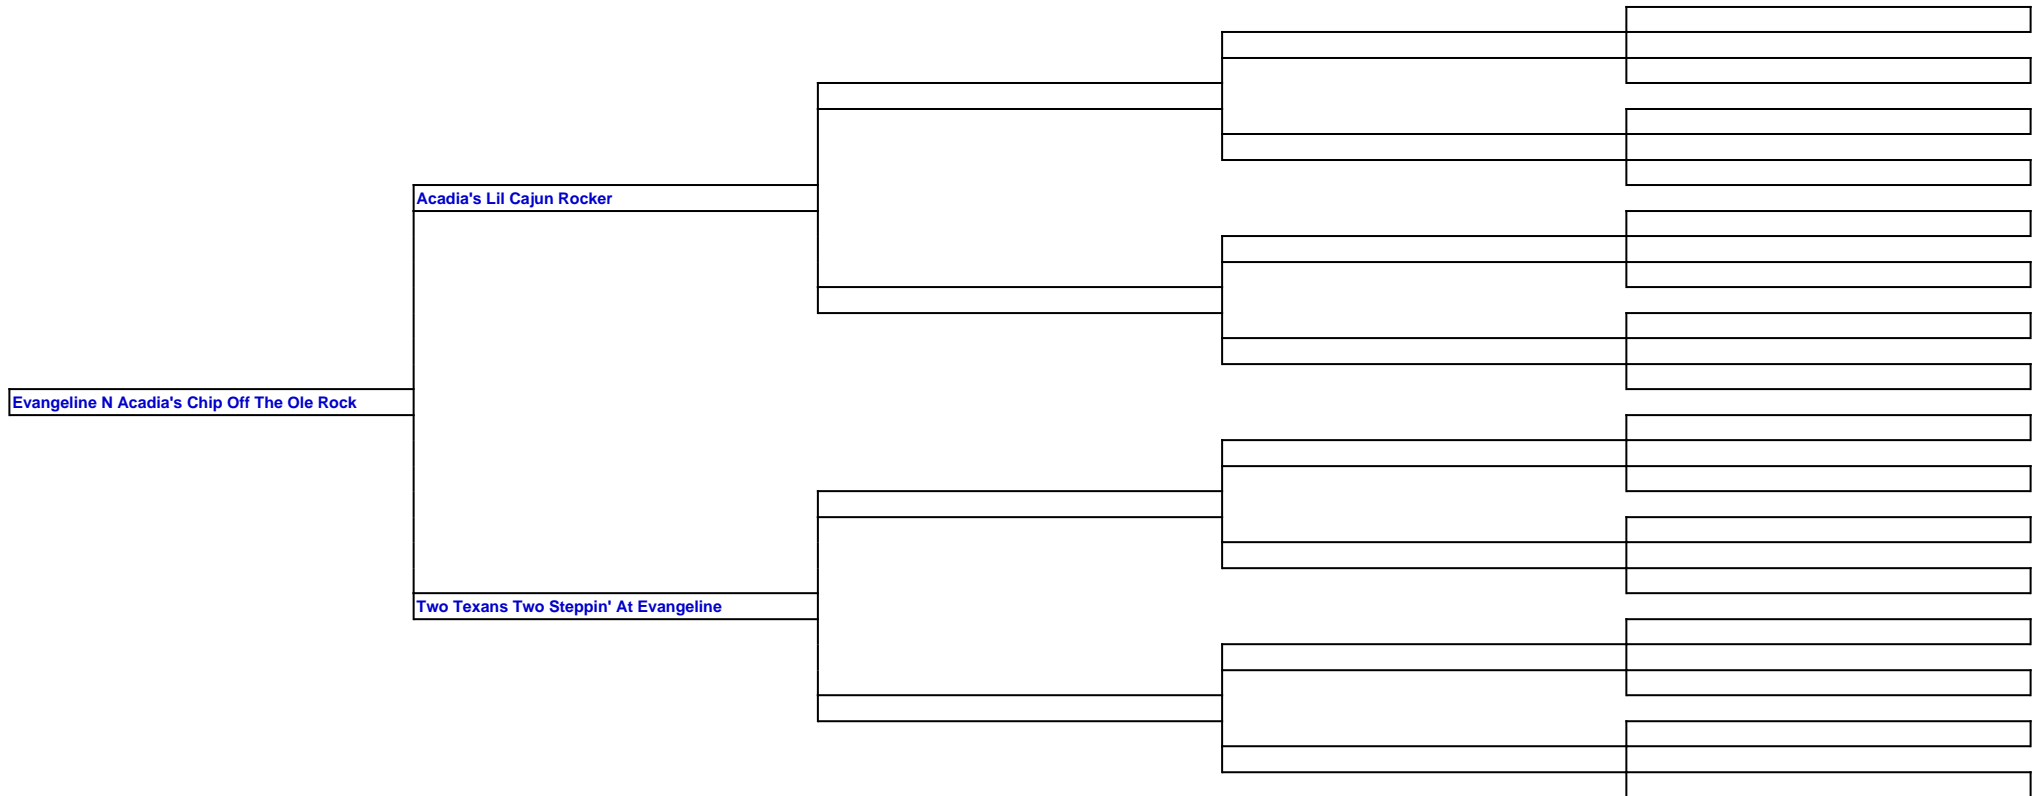 Acadia's Lil Cajun Rocker
Evangeline N Acadia's Chip Off The Ole Rock
Two Texans Two Steppin' At Evangeline